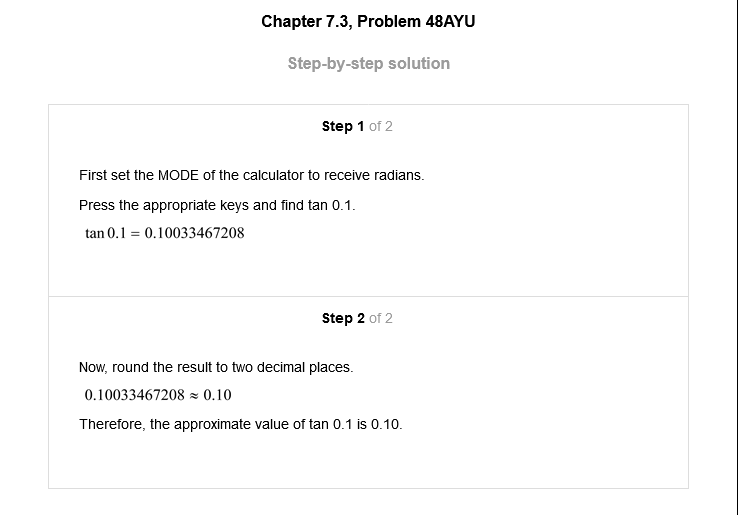 Chapter 7.3, Problem 48AYU
Step-by-step solution
Step 1 of 2
First set the MODE of the calculator to receive radians.
Press the appropriate keys and find tan 0.1.
tan 0.1 = 0.10033467208
Step 2 of 2
Now, round the result to two decimal places.
0.10033467208 ≈ 0.10
Therefore, the approximate value of tan 0.1 is 0.10.